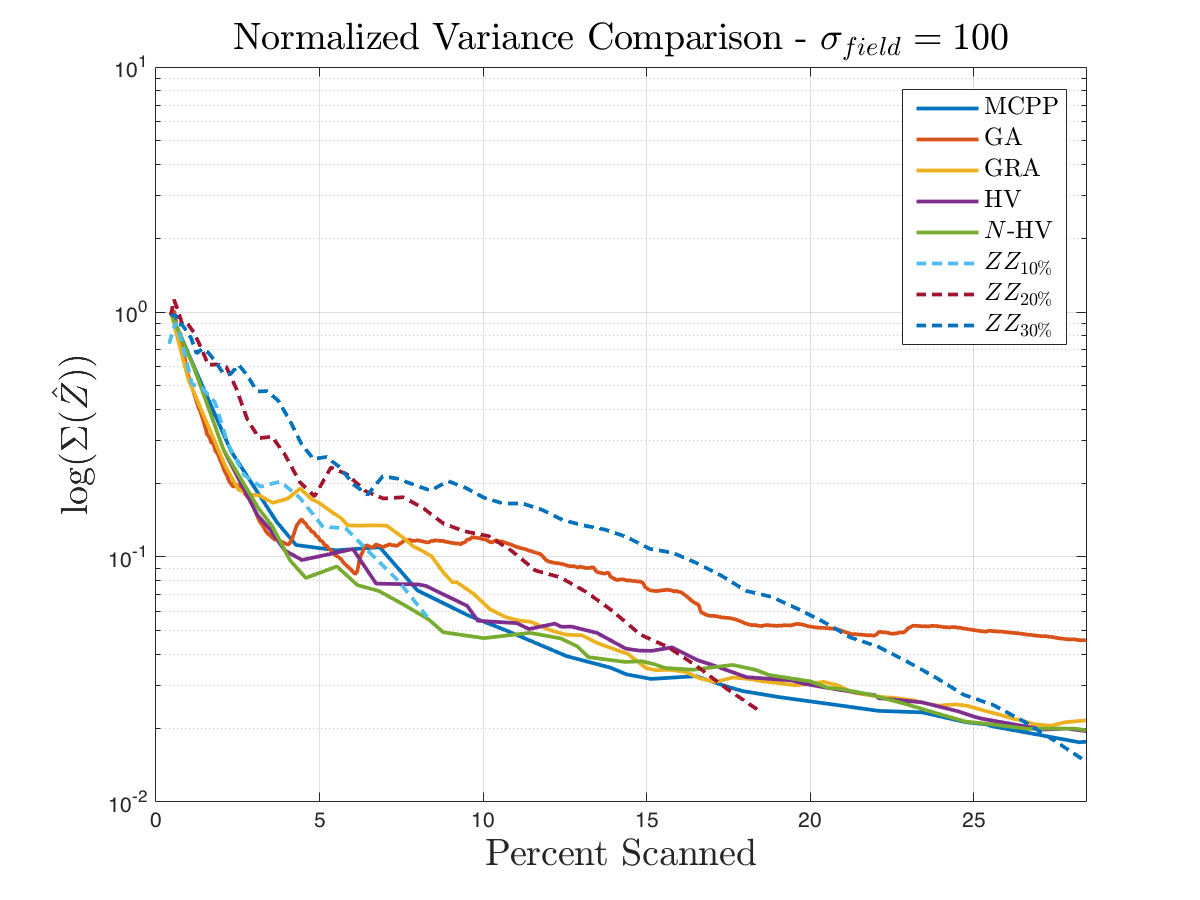 Normalized Variance Comparison - σ_field = 100
log(Σ(Ẑ))
10^1
10^0
10^-1
10^-2
0 5 10 15 20 25
Percent Scanned
MCPP
GA
GRA
HV
N-HV
ZZ_10%
ZZ_20%
ZZ_30%